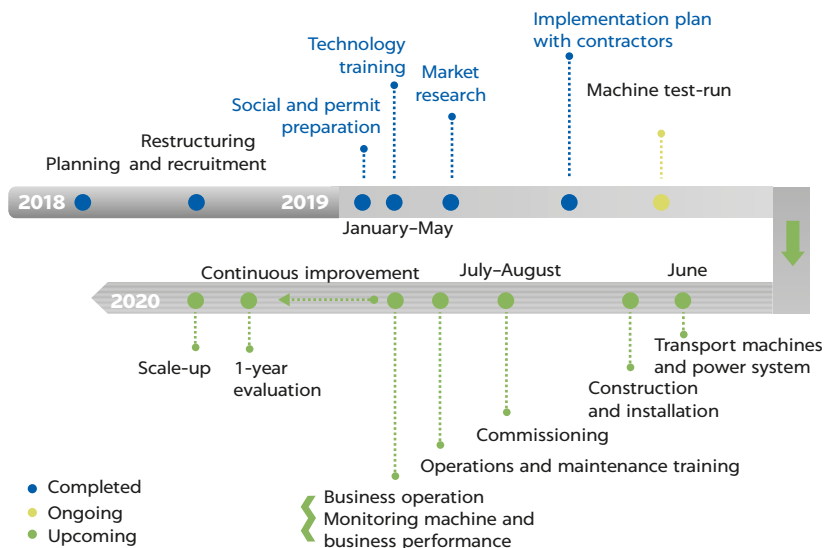 Implementation plan
with contractors
Technology
training
Market
research
Machine test-run
Social and permit
preparation
Restructuring
and recruitment
Planning
2018
2019
January–May
Continuous improvement
July–August
June
2020
Scale-up
1-year
evaluation
Transport machines
and power system
Construction
and installation
Commissioning
Operations and maintenance training
Business operation
Monitoring machine and
business performance
Completed
Ongoing
Upcoming